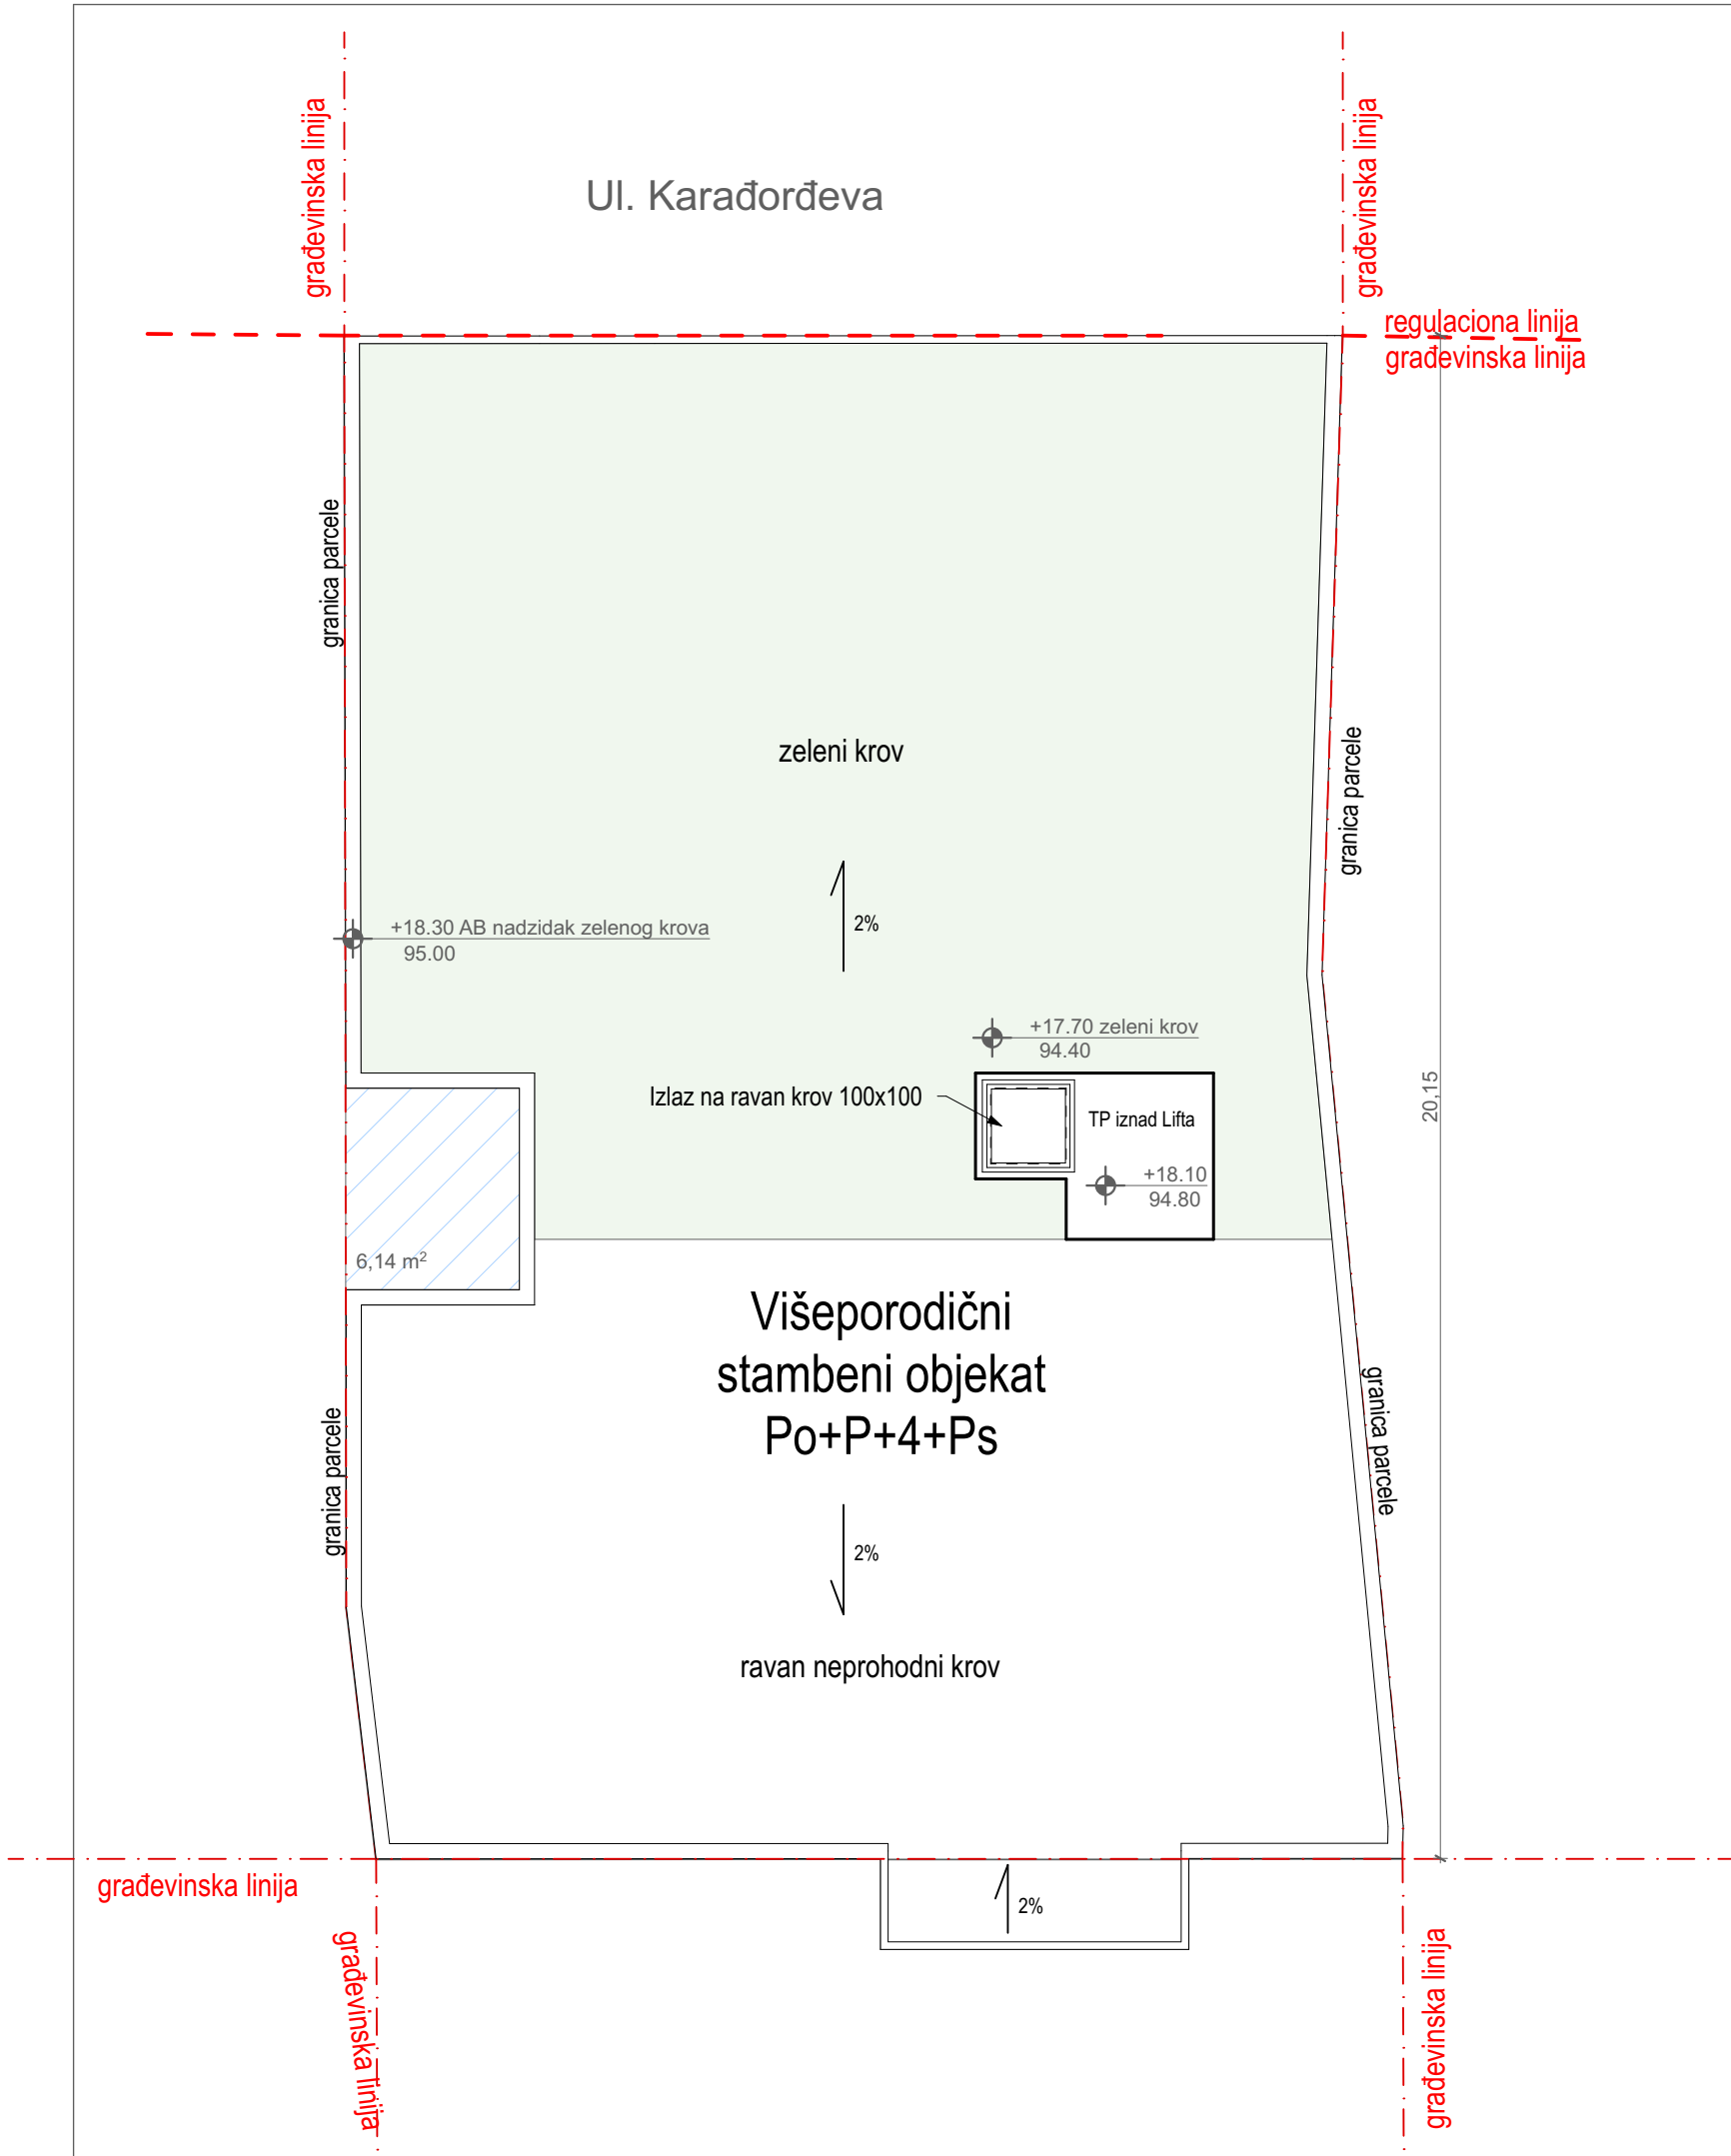 građevinska linija
građevinska linija
Ul. Karađorđeva
regulaciona linija
građevinska linija
granica parcele
zeleni krov
granica parcele
2%
+18.30 AB nadzidak zelenog krova
95.00
+17.70 zeleni krov
94.40
Izlaz na ravan krov 100x100
TP iznad Lifta
20,15
+18.10
94.80
6,14 m²
Višeporodični
stambeni objekat
Po+P+4+Ps
granica parcele
granica parcele
2%
ravan neprohodni krov
građevinska linija
2%
građevinska linija
građevinska linija